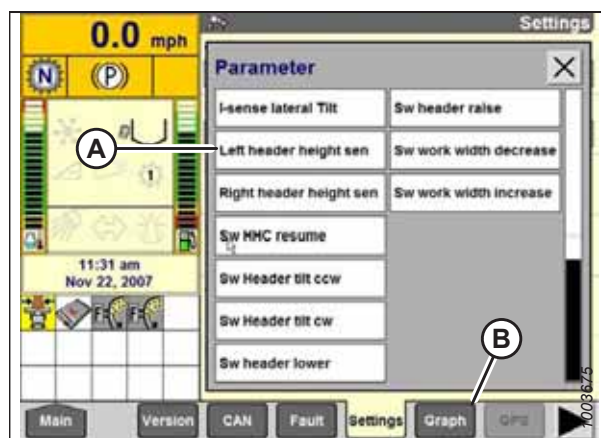 0.0 mph
Settings
N (P)
Parameter
X
I-sense lateral Tilt
Sw header raise
A
Left header height sen
Sw work width decrease
1
Right header height sen
Sw work width increase
Sw HHC resume
11:31 am
Nov 22, 2007
Sw Header tilt ccw
F F
Sw Header tilt cw
B
Sw header lower
Main
Version
CAN
Fault
Settings
Graph
GPS
1003675